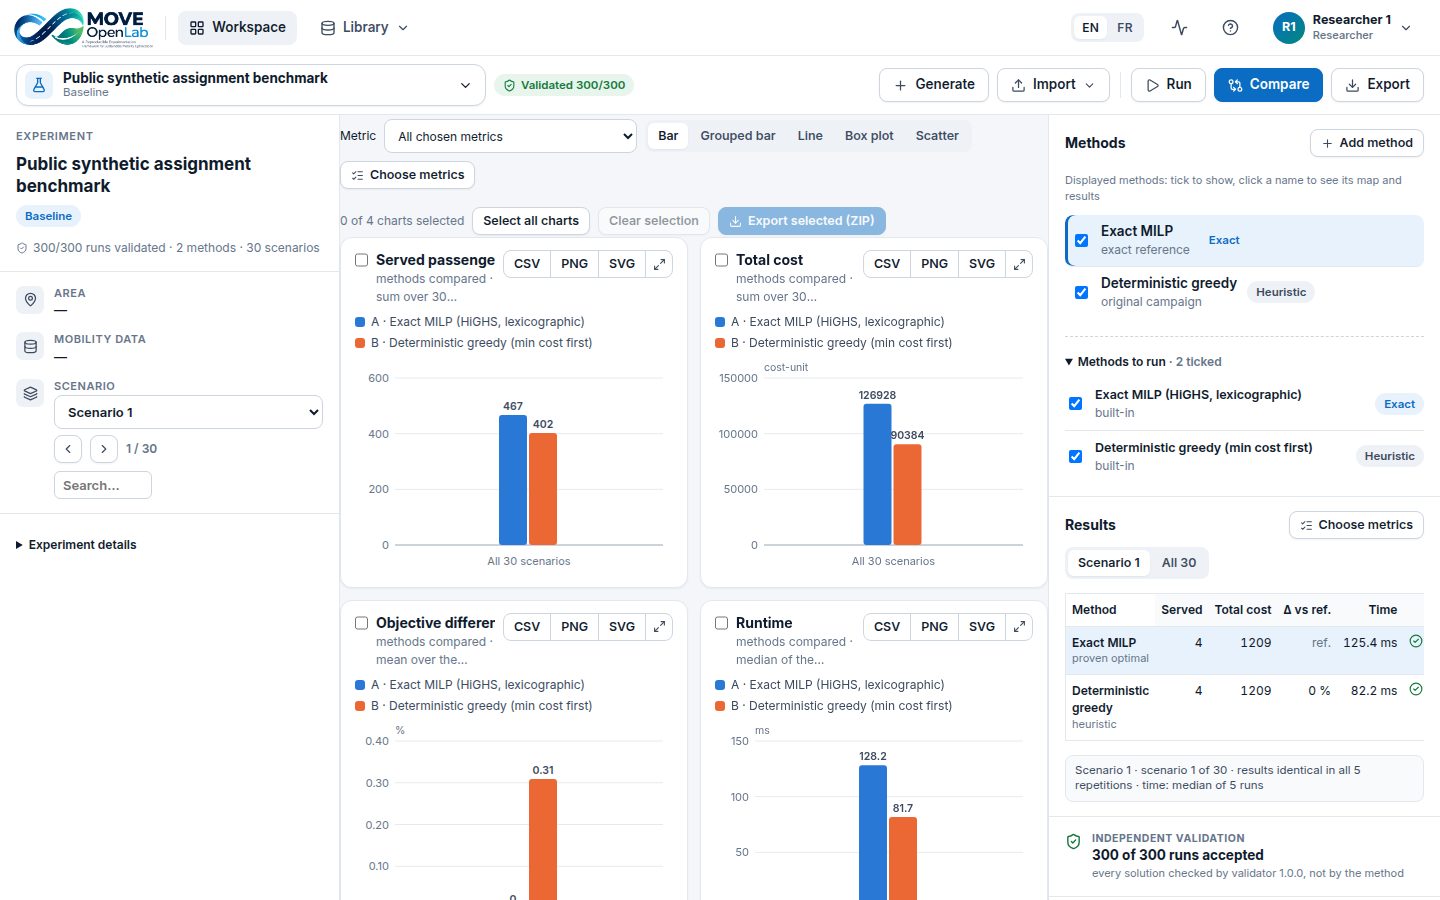 MOVE
OpenLab
Workspace
Library
EN FR
R1
Researcher 1
Researcher
Public synthetic assignment benchmark
Baseline
Validated 300/300
Generate
Import
Run
Compare
Export
EXPERIMENT
Public synthetic assignment
benchmark
Baseline
300/300 runs validated · 2 methods · 30 scenarios
AREA
—
MOBILITY DATA
—
SCENARIO
Scenario 1
1 / 30
Search...
Experiment details
Metric All chosen metrics Bar Grouped bar Line Box plot Scatter
Choose metrics
0 of 4 charts selected Select all charts Clear selection Export selected (ZIP)
Served passenge CSV PNG SVG
methods compared ·
sum over 30...
A · Exact MILP (HiGHS, lexicographic)
B · Deterministic greedy (min cost first)
600
467
402
400
200
0
All 30 scenarios
Total cost CSV PNG SVG
methods compared ·
sum over 30...
A · Exact MILP (HiGHS, lexicographic)
B · Deterministic greedy (min cost first)
cost-unit
150000
126928
90384
100000
50000
0
All 30 scenarios
Objective differer CSV PNG SVG
methods compared ·
mean over the...
A · Exact MILP (HiGHS, lexicographic)
B · Deterministic greedy (min cost first)
%
0.40
0.31
0.30
0.20
0.10
0
Runtime CSV PNG SVG
methods compared ·
median of the...
A · Exact MILP (HiGHS, lexicographic)
B · Deterministic greedy (min cost first)
ms
150
128.2
100
81.7
50
Methods
Add method
Displayed methods: tick to show, click a name to see its map and
results
Exact MILP
exact reference
Exact
Deterministic greedy
original campaign
Heuristic
Methods to run · 2 ticked
Exact MILP (HiGHS, lexicographic)
built-in
Exact
Deterministic greedy (min cost first)
built-in
Heuristic
Results
Choose metrics
Scenario 1 All 30
Method Served Total cost Δ vs ref. Time
Exact MILP 4 1209 ref. 125.4 ms
proven optimal
Deterministic 4 1209 0 % 82.2 ms
greedy
heuristic
Scenario 1 · scenario 1 of 30 · results identical in all 5
repetitions · time: median of 5 runs
INDEPENDENT VALIDATION
300 of 300 runs accepted
every solution checked by validator 1.0.0, not by the method